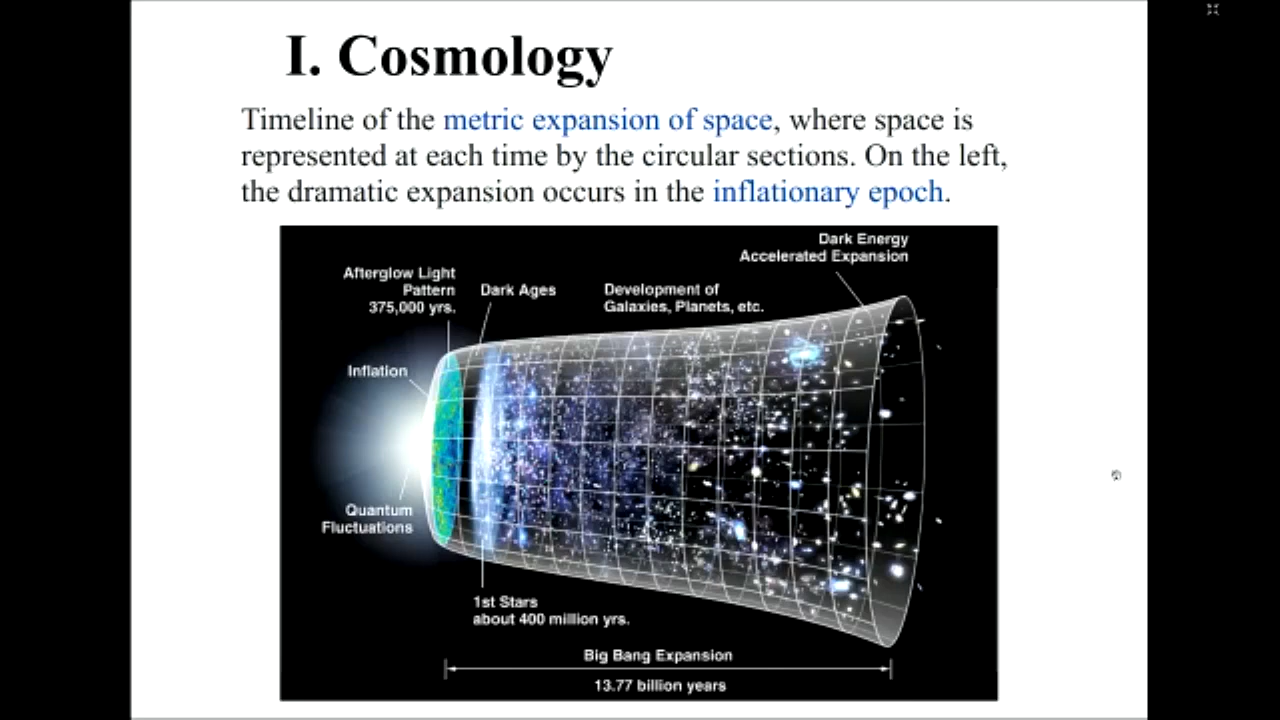 I. Cosmology
Timeline of the metric expansion of space, where space is
represented at each time by the circular sections. On the left,
the dramatic expansion occurs in the inflationary epoch.
Dark Energy
Accelerated Expansion
Afterglow Light
Pattern
375,000 yrs.
Dark Ages
Development of
Galaxies, Planets, etc.
Inflation
Quantum
Fluctuations
1st Stars
about 400 million yrs.
Big Bang Expansion
13.77 billion years